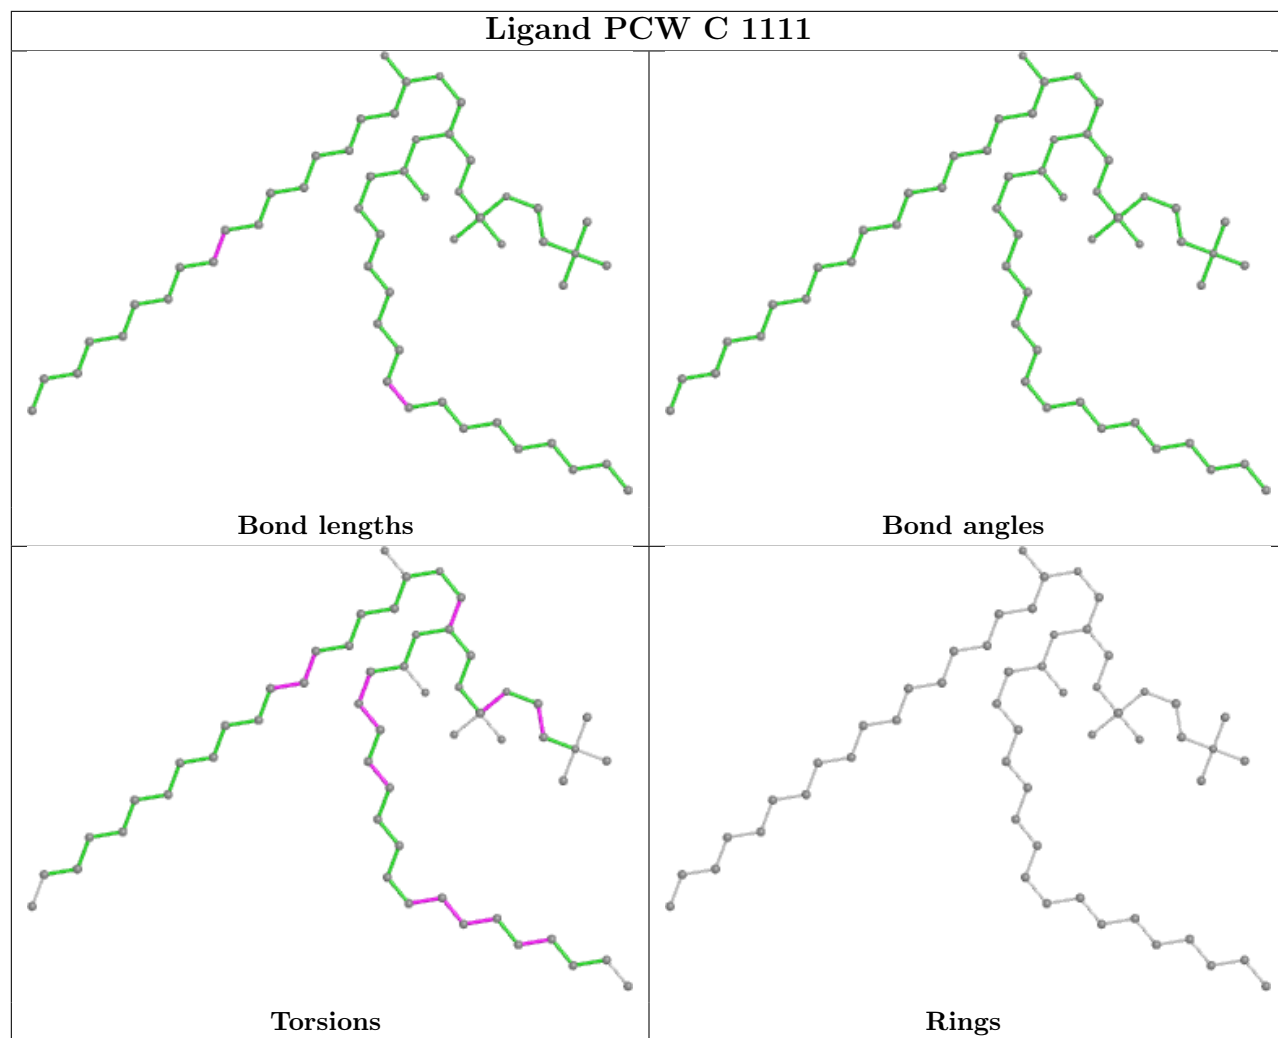 Ligand PCW C 1111
Bond lengths
Bond angles
Torsions
Rings